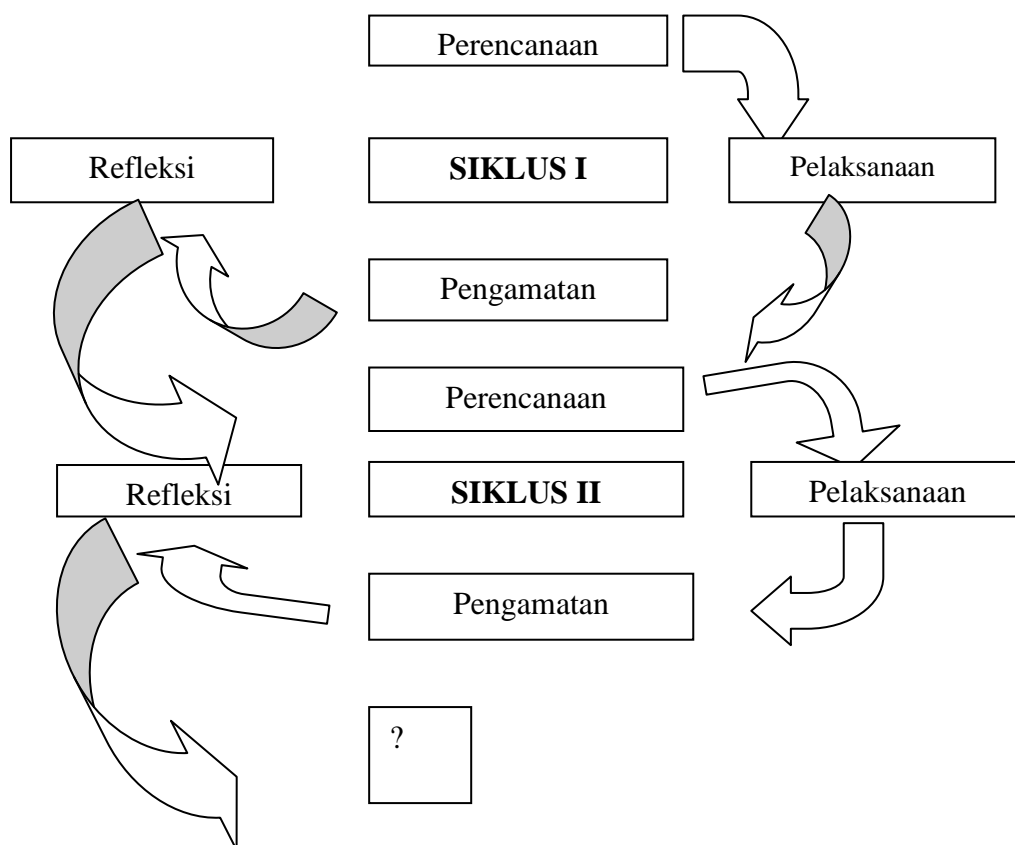 Perencanaan
Refleksi
SIKLUS I
Pelaksanaan
Pengamatan
Perencanaan
Refleksi
SIKLUS II
Pelaksanaan
Pengamatan
?